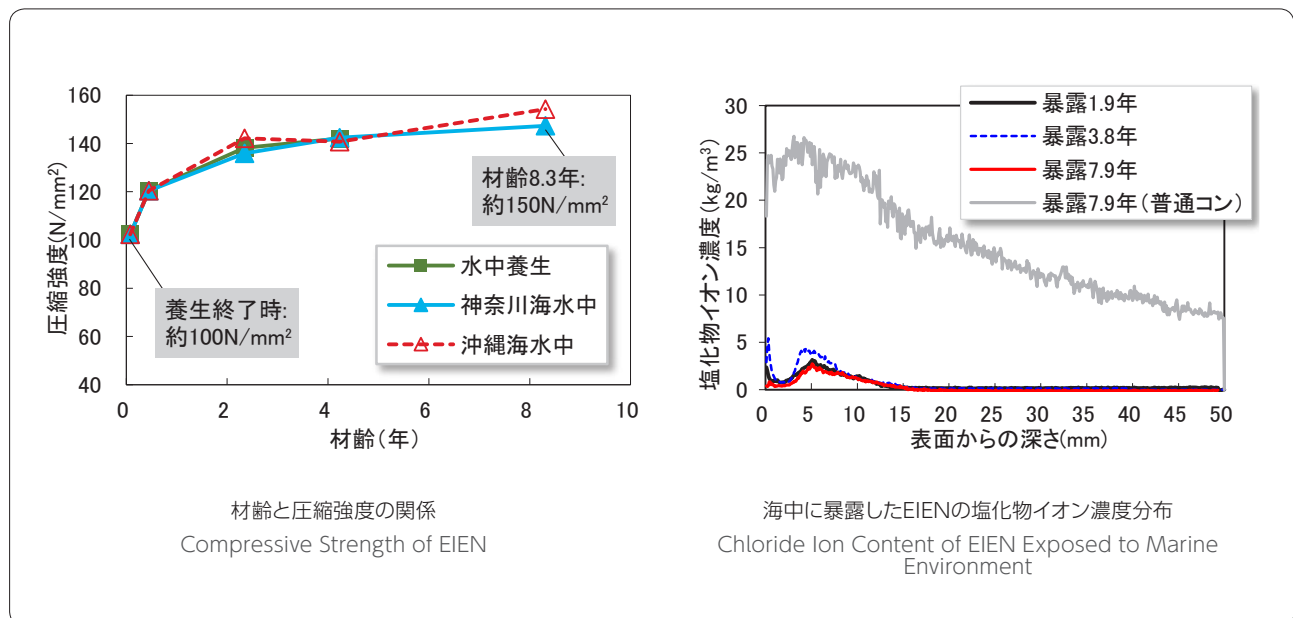 160
140
120
100
80
60
40
圧縮強度(N/mm²)
0 2 4 6 8 10
材齢(年)
材齢8.3年:
約150N/mm²
養生終了時:
約100N/mm²
水中養生
神奈川海水中
沖縄海水中
材齢と圧縮強度の関係
Compressive Strength of EIEN
30
25
20
15
10
5
0
塩化物イオン濃度(kg/m³)
0 5 10 15 20 25 30 35 40 45 50
表面からの深さ(mm)
暴露1.9年
暴露3.8年
暴露7.9年
暴露7.9年(普通コン)
海中に暴露したEIENの塩化物イオン濃度分布
Chloride Ion Content of EIEN Exposed to Marine
Environment